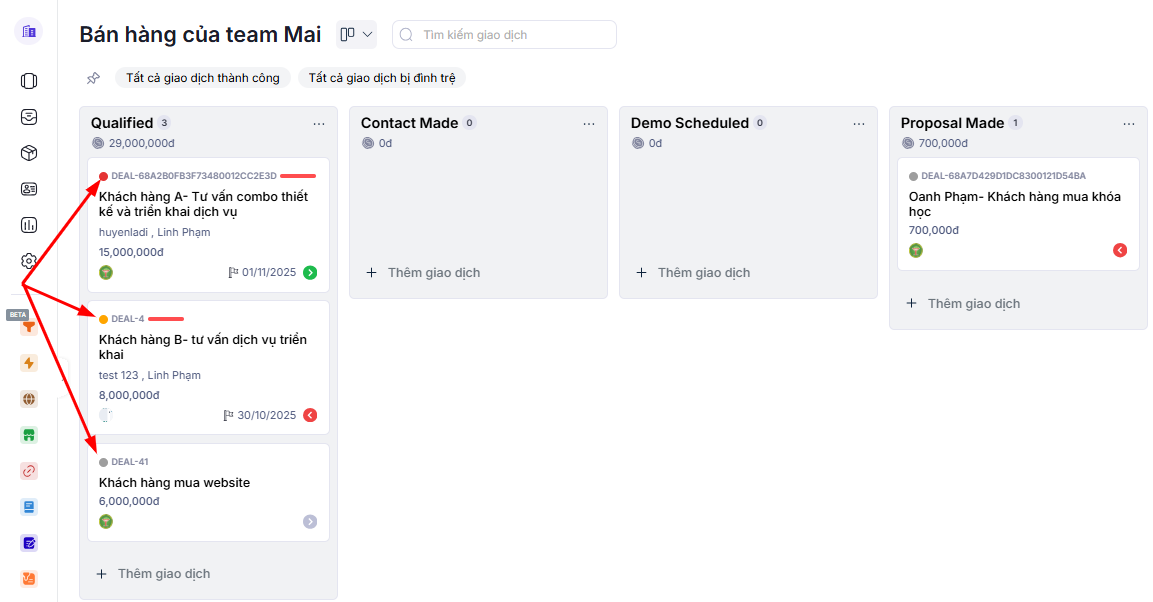 Bán hàng của team Mai
Tìm kiếm giao dịch
Tất cả giao dịch thành công
Tất cả giao dịch bị đình trệ
Qualified 3
29,000,000đ
DEAL-68A2B0FB3F73480012CC2E3D
Khách hàng A- Tư vấn combo thiết
kế và triển khai dịch vụ
huyenladi , Linh Phạm
15,000,000đ
01/11/2025
DEAL-4
Khách hàng B- tư vấn dịch vụ triển
khai
test 123 , Linh Phạm
8,000,000đ
30/10/2025
DEAL-41
Khách hàng mua website
6,000,000đ
Thêm giao dịch
Contact Made 0
0đ
Thêm giao dịch
Demo Scheduled 0
0đ
Thêm giao dịch
Proposal Made 1
700,000đ
DEAL-68A7D429D1DC8300121D54BA
Oanh Phạm- Khách hàng mua khóa
học
700,000đ
Thêm giao dịch
BETA